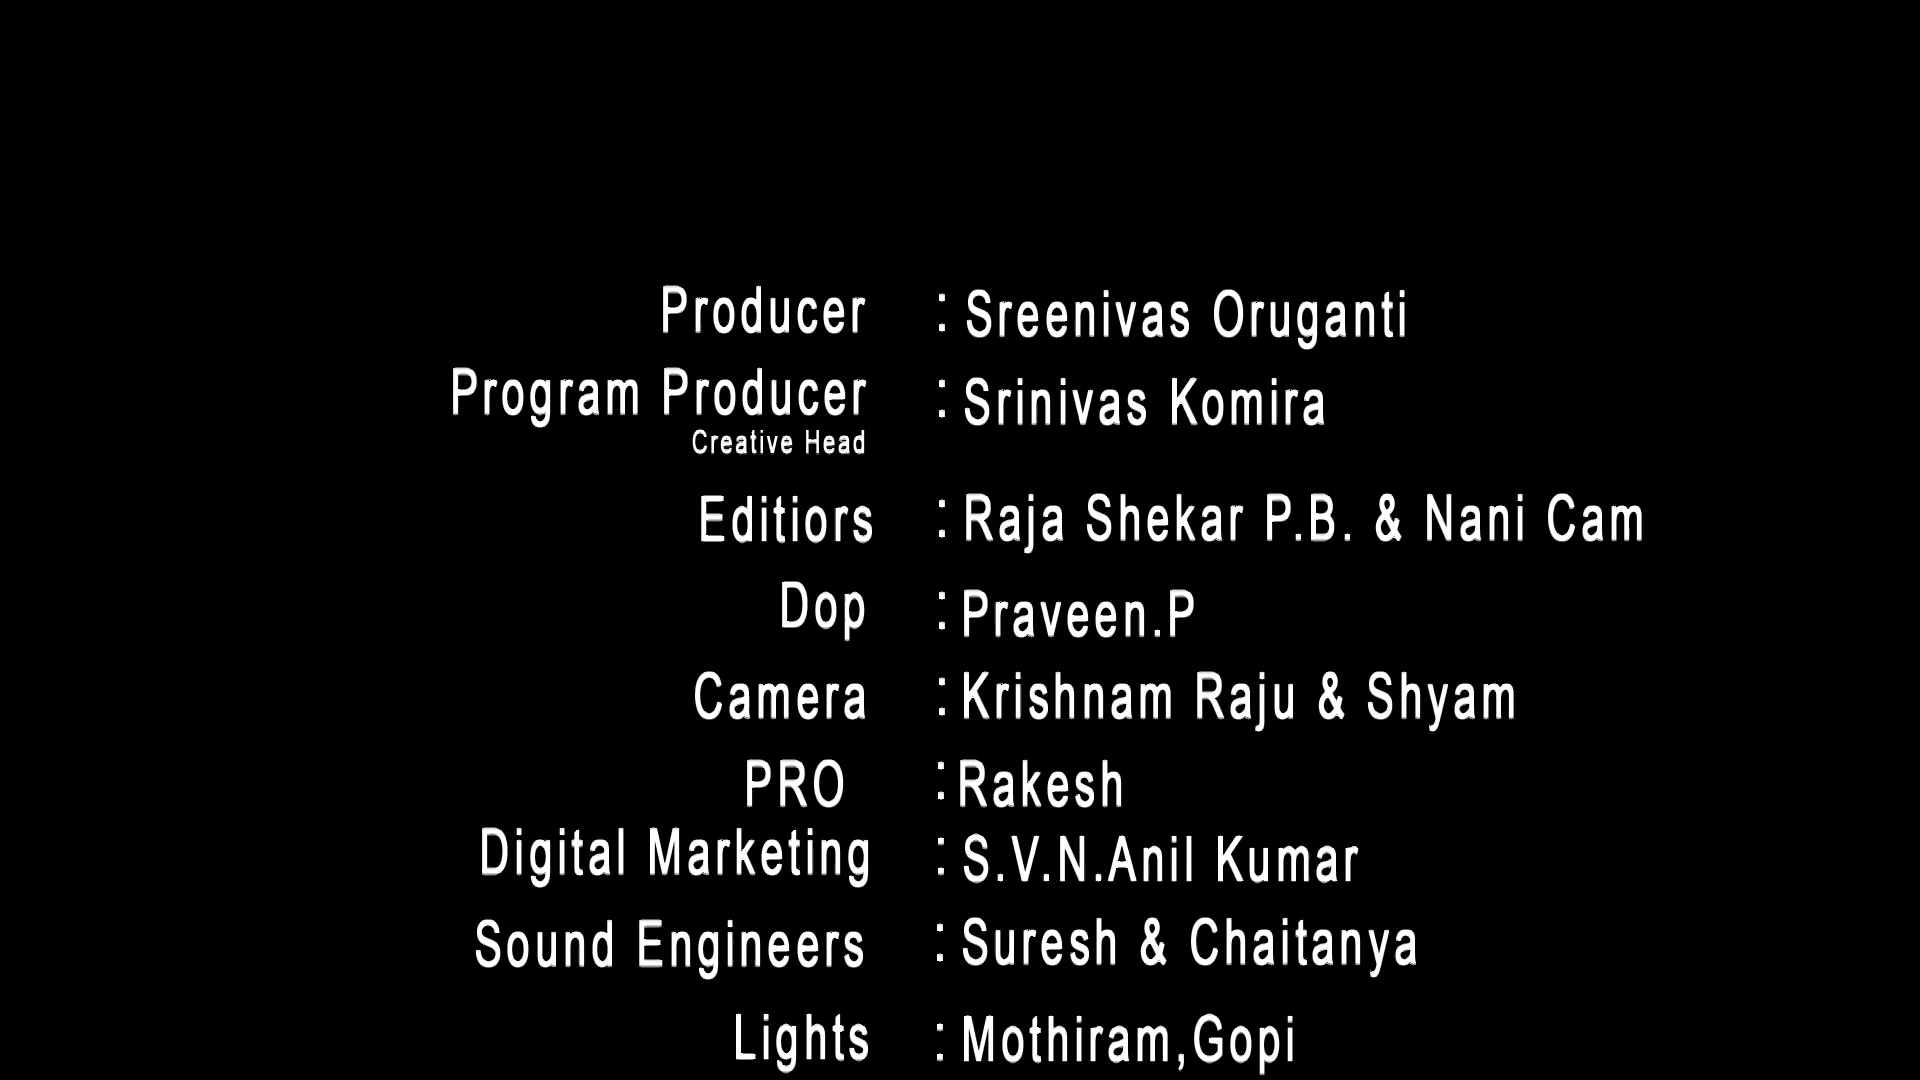 Producer : Sreenivas Oruganti
Program Producer : Srinivas Komira
Creative Head
Editiors : Raja Shekar P.B. & Nani Cam
Dop : Praveen.P
Camera : Krishnam Raju & Shyam
PRO : Rakesh
Digital Marketing : S.V.N.Anil Kumar
Sound Engineers : Suresh & Chaitanya
Lights : Mothiram,Gopi